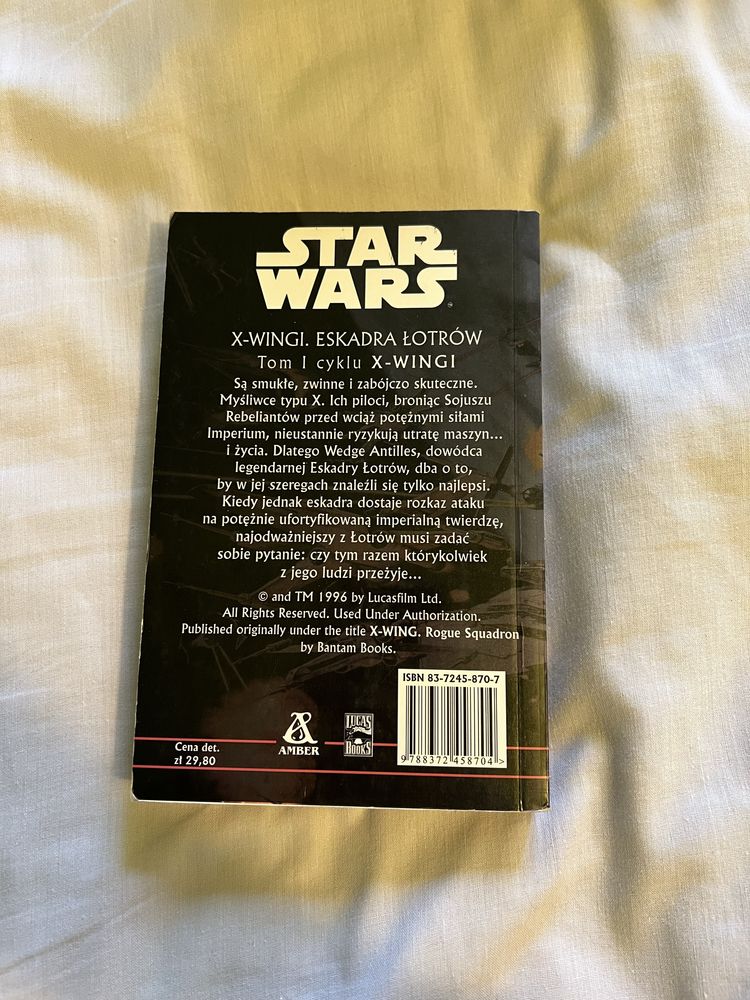 STAR
WARS
X-WINGI. ESKADRA ŁOTRÓW
Tom I cyklu X-WINGI
Są smukłe, zwinne i zabójczo skuteczne.
Myśliwce typu X. Ich piloci, broniąc Sojuszu
Rebeliantów przed wciąż potężnymi siłami
Imperium, nieustannie ryzykują utratę maszyn...
i życia. Dlatego Wedge Antilles, dowódca
legendarnej Eskadry Łotrów, dba o to,
by w jej szeregach znaleźli się tylko najlepsi.
Kiedy jednak eskadra dostaje rozkaz ataku
na potężnie ufortyfikowaną imperialną twierdzę,
najodważniejszy z Łotrów musi zadać
sobie pytanie: czy tym razem którykolwiek
z jego ludzi przeżyje...
© and TM 1996 by Lucasfilm Ltd.
All Rights Reserved. Used Under Authorization.
Published originally under the title X-WING. Rogue Squadron
by Bantam Books.
ISBN 83-7245-870-7
Cena det.
zł 29,80
AMBER
LUCAS
BOOKS
9 788372 458704 >